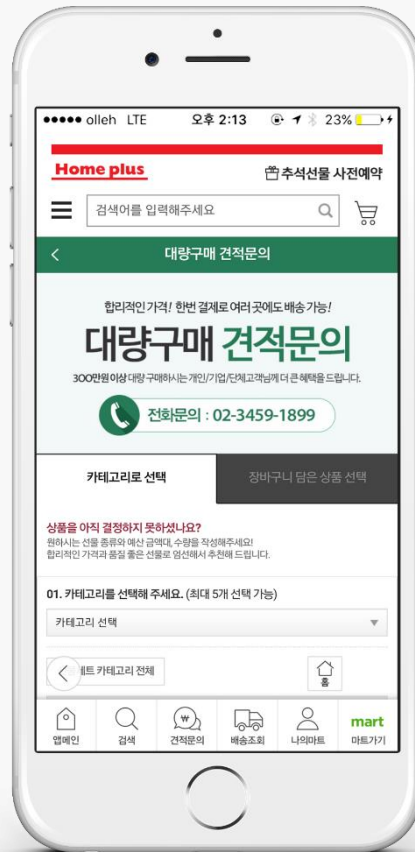 olleh LTE 오후 2:13 23%
Home plus 추석선물 사전예약
검색어를 입력해주세요
대량구매 견적문의
합리적인 가격! 한번 결제로 여러 곳에도 배송 가능!
대량구매 견적문의
300만원 이상 대량 구매하시는 개인/기업/단체고객님께 더 큰 혜택을 드립니다.
전화문의 : 02-3459-1899
카테고리로 선택 장바구니 담은 상품 선택
상품을 아직 결정하지 못하셨나요?
원하시는 선물 종류와 예산 금액대, 수량을 작성해주세요!
합리적인 가격과 품질 좋은 선물로 엄선해서 추천해 드립니다.
01. 카테고리를 선택해 주세요. (최대 5개 선택 가능)
카테고리 선택
세트 카테고리 전체 홈
앱메인 검색 견적문의 배송조회 나의마트 mart 마트가기